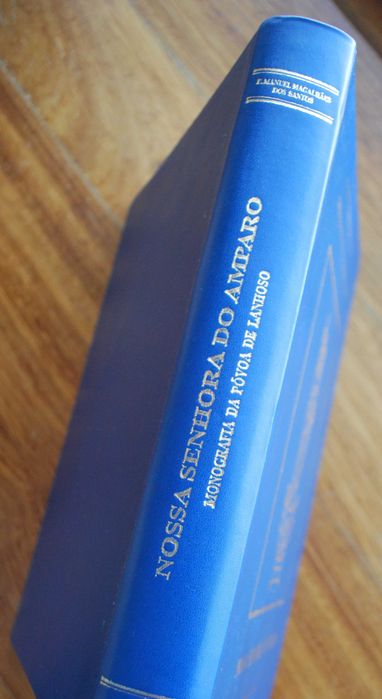 P. MANUEL MAGALHÃES
DOS SANTOS
NOSSA SENHORA DO AMPARO
MONOGRAFIA DA PÓVOA DE LANHOSO